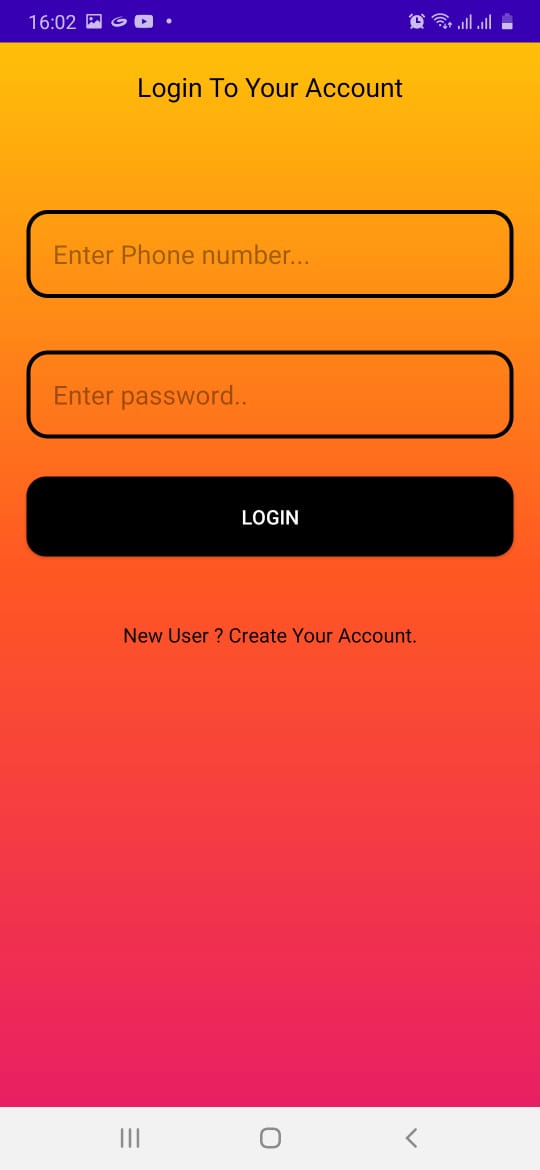 16:02
Login To Your Account
Enter Phone number...
Enter password..
LOGIN
New User ? Create Your Account.